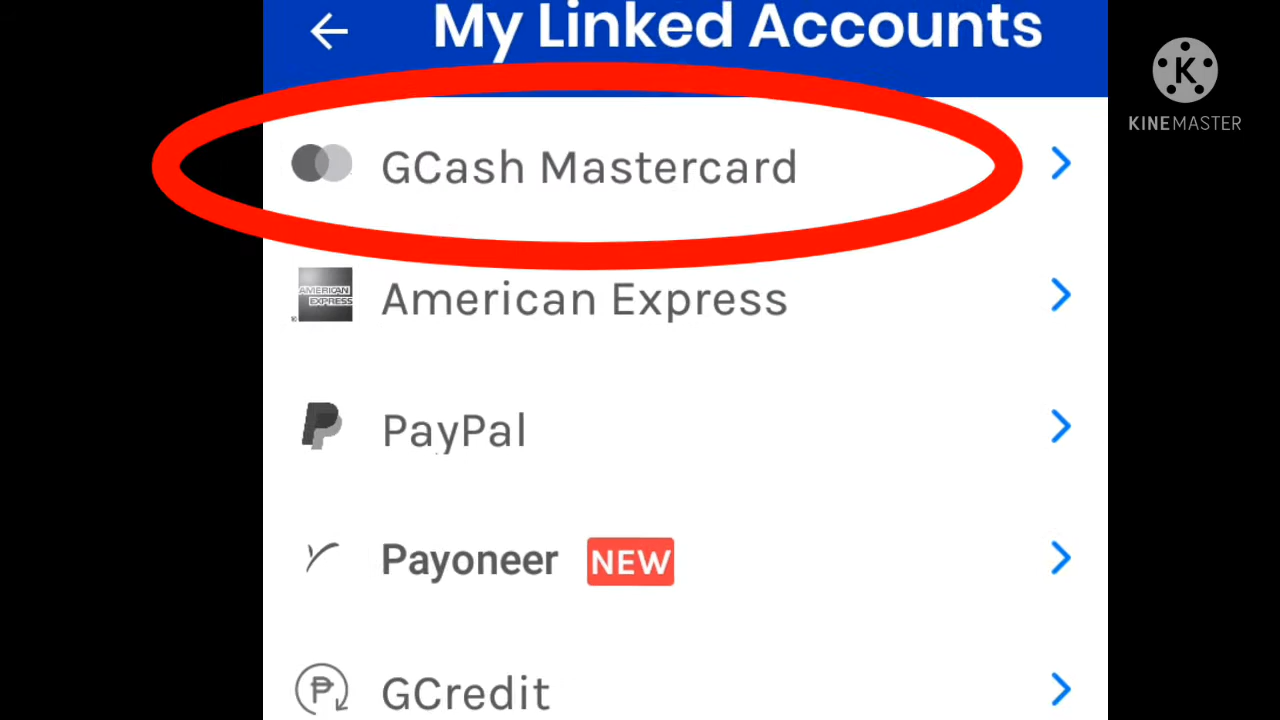 My Linked Accounts
K
KINEMASTER
GCash Mastercard
AMERICAN
EXPRESS
American Express
PayPal
Payoneer NEW
GCredit